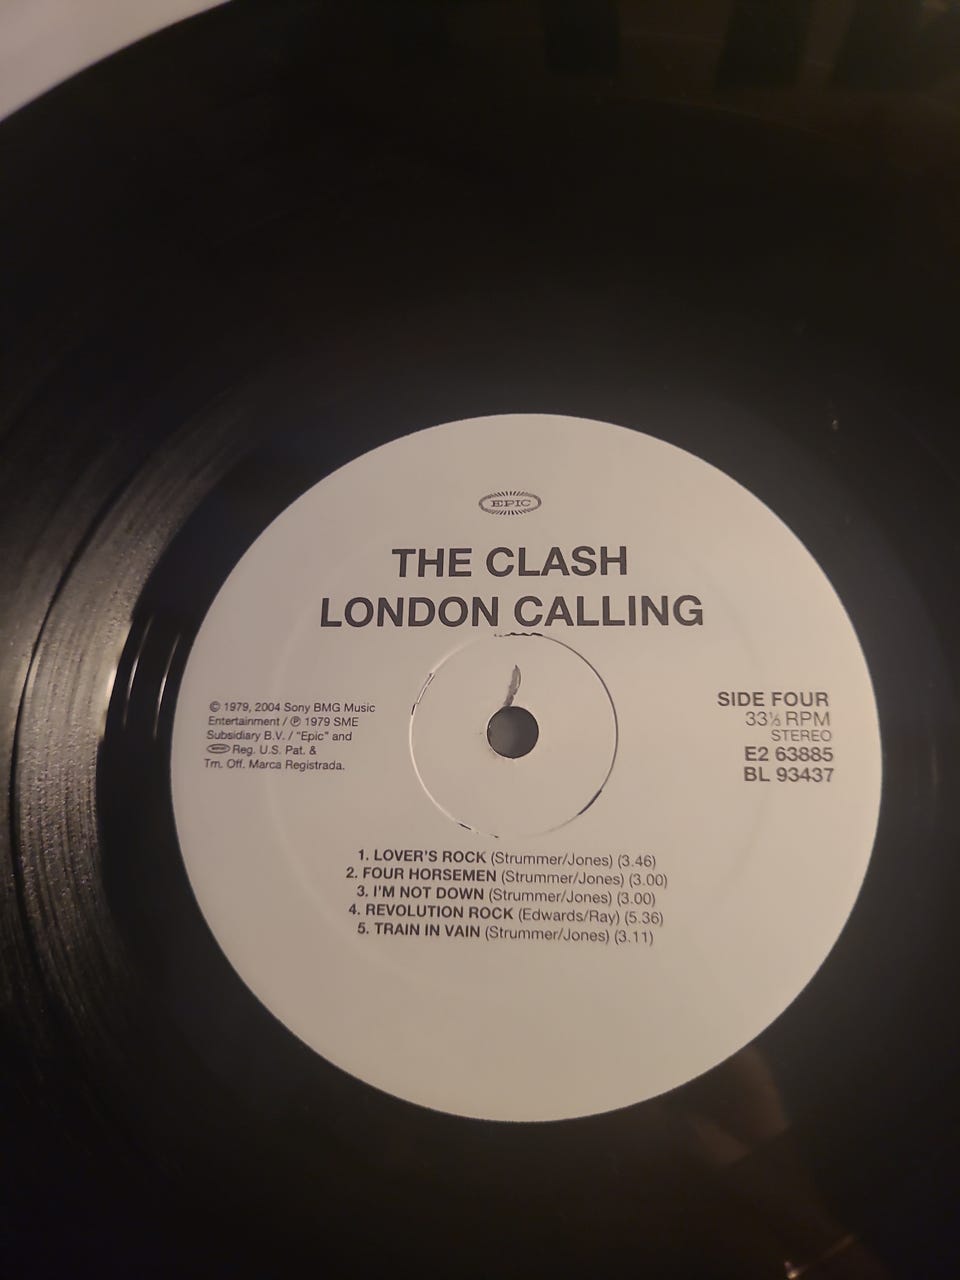 EPIC
THE CLASH
LONDON CALLING
© 1979, 2004 Sony BMG Music
Entertainment / ℗ 1979 SME
Subsidiary B.V. / "Epic" and
Reg. U.S. Pat. &
Tm. Off. Marca Registrada.
SIDE FOUR
33⅓ RPM
STEREO
E2 63885
BL 93437
1. LOVER'S ROCK (Strummer/Jones) (3.46)
2. FOUR HORSEMEN (Strummer/Jones) (3.00)
3. I'M NOT DOWN (Strummer/Jones) (3.00)
4. REVOLUTION ROCK (Edwards/Ray) (5.36)
5. TRAIN IN VAIN (Strummer/Jones) (3.11)